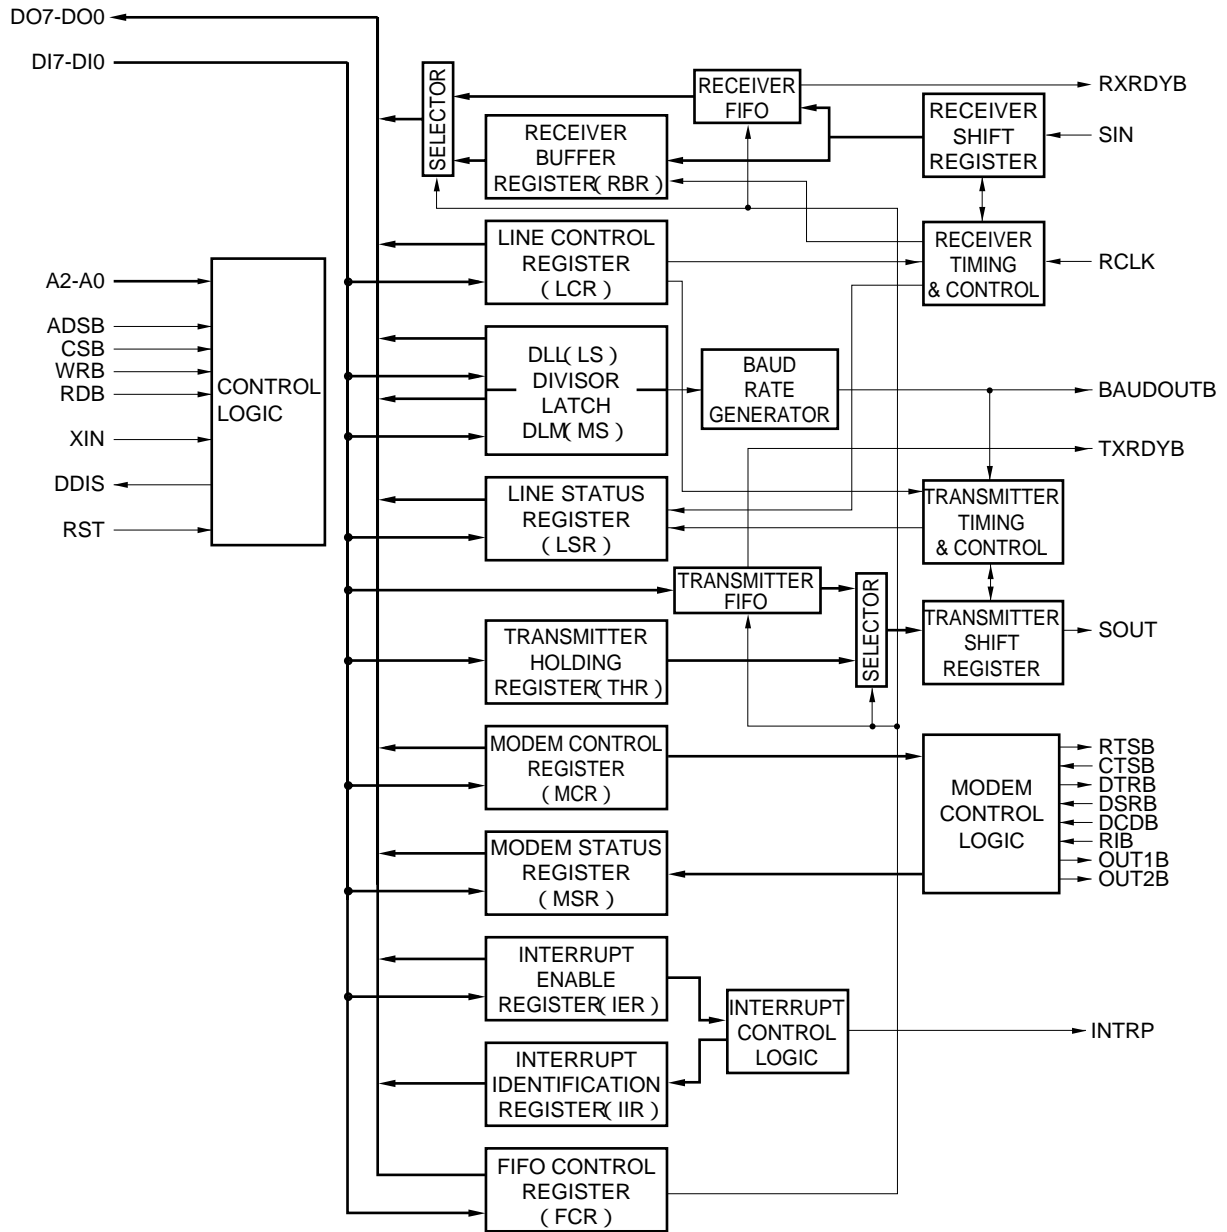 DO7-DO0
DI7-DI0
A2-A0
ADSB
CSB
WRB
RDB
XIN
DDIS
RST
CONTROL
LOGIC
SELECTOR
RECEIVER
FIFO
RECEIVER
BUFFER
REGISTER( RBR )
RECEIVER
SHIFT
REGISTER
RXRDYB
SIN
LINE CONTROL
REGISTER
( LCR )
RECEIVER
TIMING
& CONTROL
RCLK
DLL( LS )
DIVISOR
LATCH
DLM( MS )
BAUD
RATE
GENERATOR
BAUDOUTB
TXRDYB
LINE STATUS
REGISTER
( LSR )
TRANSMITTER
TIMING
& CONTROL
TRANSMITTER
FIFO
SELECTOR
TRANSMITTER
HOLDING
REGISTER( THR )
TRANSMITTER
SHIFT
REGISTER
SOUT
MODEM CONTROL
REGISTER
( MCR )
MODEM
CONTROL
LOGIC
RTSB
CTSB
DTRB
DSRB
DCDB
RIB
OUT1B
OUT2B
MODEM STATUS
REGISTER
( MSR )
INTERRUPT
ENABLE
REGISTER( IER )
INTERRUPT
CONTROL
LOGIC
INTRP
INTERRUPT
IDENTIFICATION
REGISTER( IIR )
FIFO CONTROL
REGISTER
( FCR )